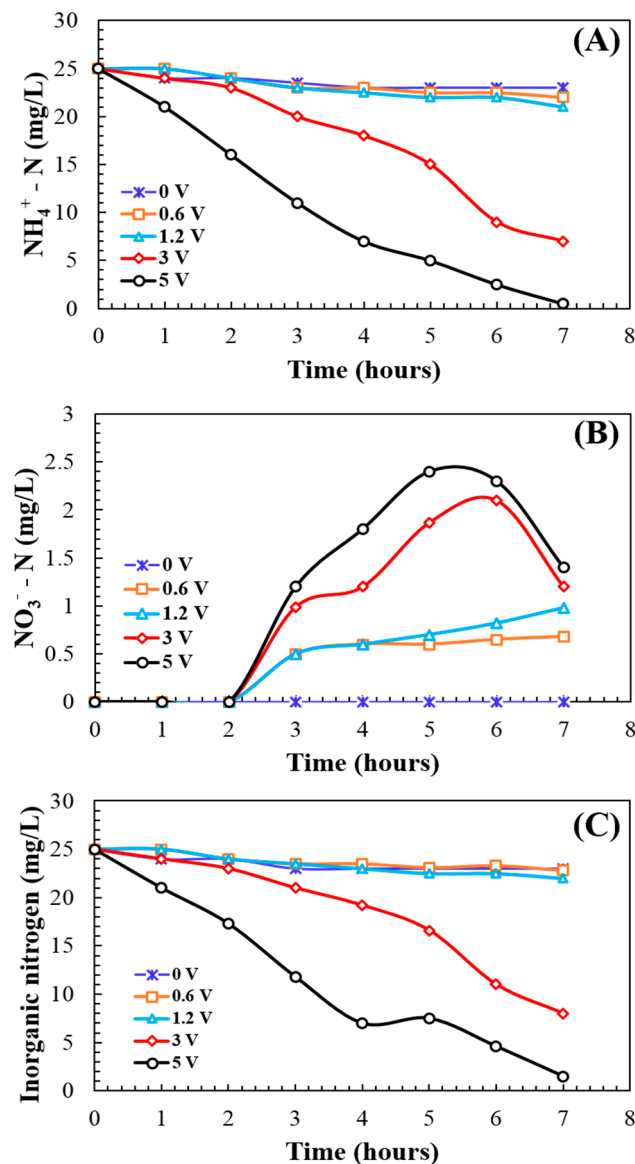 (A)
NH₄⁺ - N (mg/L)
30
25
20
15
10
5
0
0 V
0.6 V
1.2 V
3 V
5 V
0 1 2 3 4 5 6 7 8
Time (hours)
(B)
NO₃⁻ - N (mg/L)
3
2.5
2
1.5
1
0.5
0
0 V
0.6 V
1.2 V
3 V
5 V
0 1 2 3 4 5 6 7 8
Time (hours)
(C)
Inorganic nitrogen (mg/L)
30
25
20
15
10
5
0
0 V
0.6 V
1.2 V
3 V
5 V
0 1 2 3 4 5 6 7 8
Time (hours)